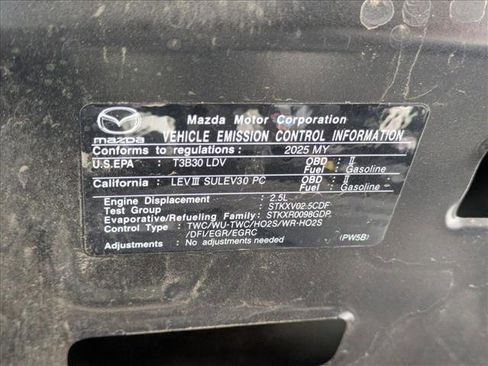 Mazda Motor Corporation
mazda VEHICLE EMISSION CONTROL INFORMATION
Conforms to regulations : 2025 MY
U.S.EPA : T3B30 LDV OBD : II
Fuel : Gasoline
California : LEVIII SULEV30 PC OBD : II
Fuel : Gasoline
Engine Displacement : 2.5L
Test Group : STKXV02.5CDF
Evaporative/Refueling Family : STKXR0098GDP
Control Type : TWC/WU-TWC/HO2S/WR-HO2S
/DFI/EGR/EGRC
Adjustments : No adjustments needed (PW5B)